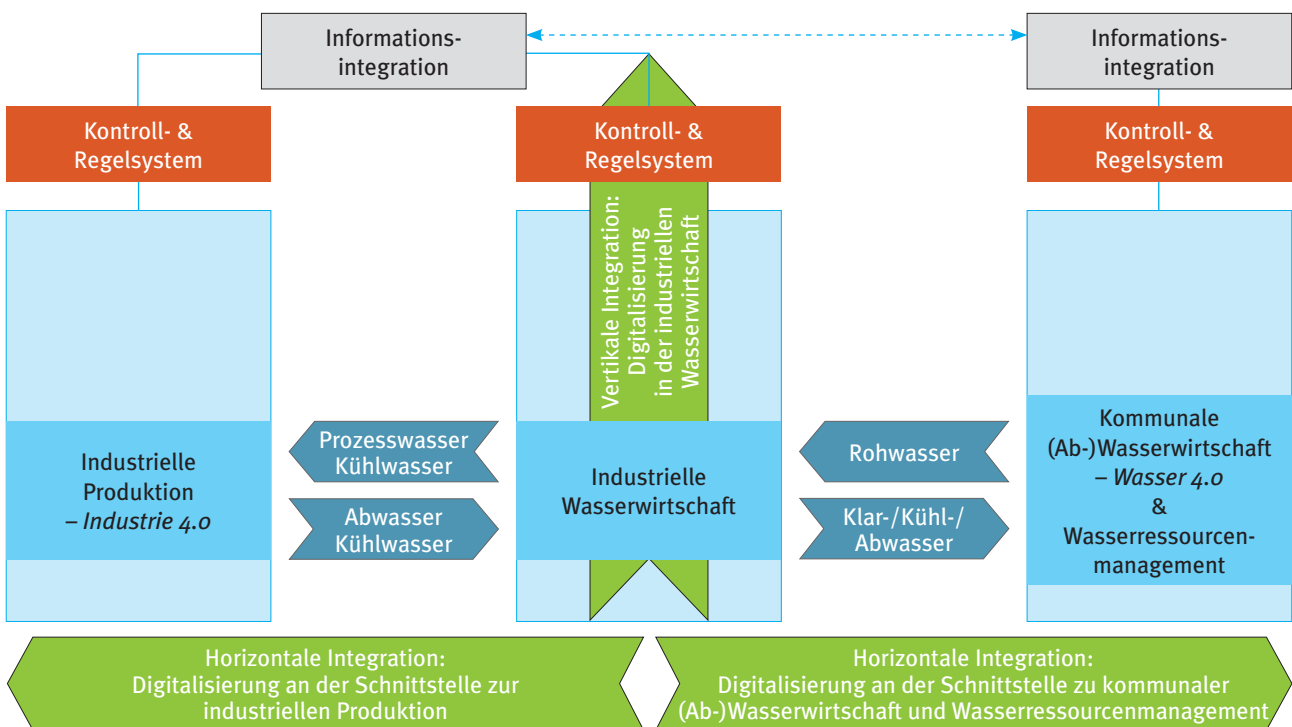 Informations-
integration
Informations-
integration
Kontroll- &
Regelsystem
Kontroll- &
Regelsystem
Kontroll- &
Regelsystem
Vertikale Integration:
Digitalisierung
in der industriellen
Wasserwirtschaft
Industrielle
Produktion
– Industrie 4.0
Prozesswasser
Kühlwasser
Abwasser
Kühlwasser
Industrielle
Wasserwirtschaft
Rohwasser
Klar-/Kühl-/
Abwasser
Kommunale
(Ab-)Wasserwirtschaft
– Wasser 4.0
&
Wasserressourcen-
management
Horizontale Integration:
Digitalisierung an der Schnittstelle zur
industriellen Produktion
Horizontale Integration:
Digitalisierung an der Schnittstelle zu kommunaler
(Ab-)Wasserwirtschaft und Wasserressourcenmanagement